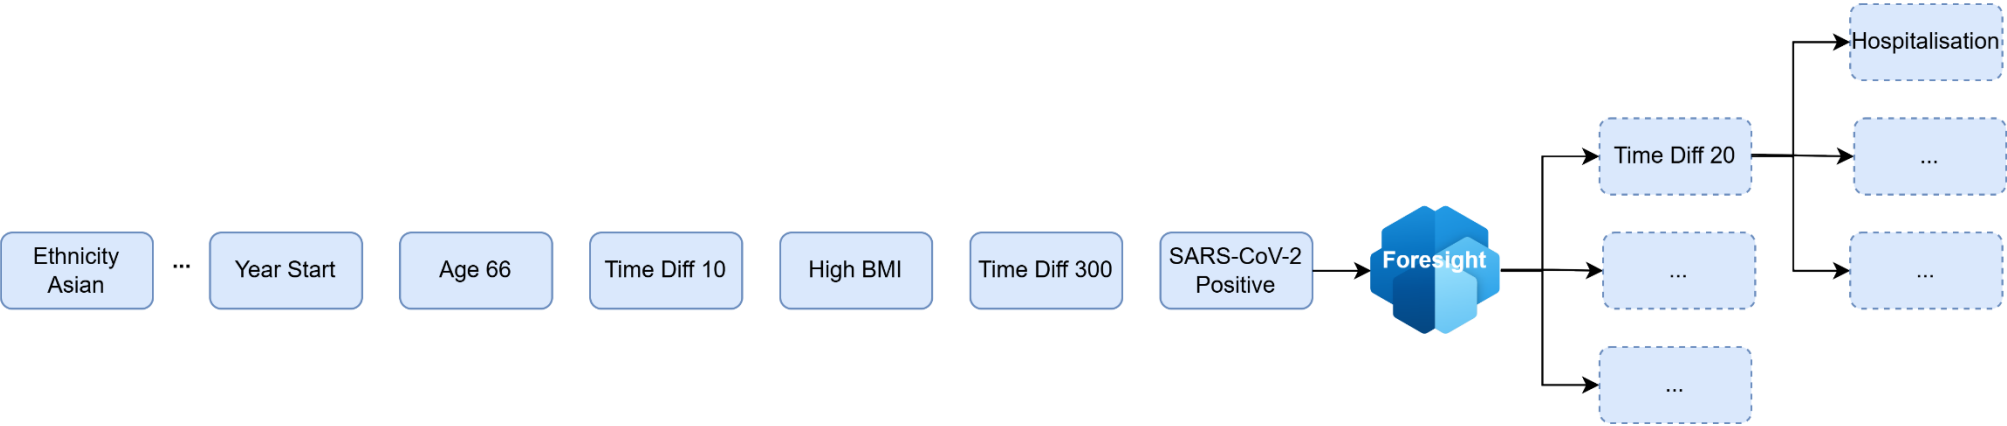 Ethnicity
Asian
...
Year Start
Age 66
Time Diff 10
High BMI
Time Diff 300
SARS-CoV-2
Positive
Foresight
Time Diff 20
...
...
Hospitalisation
...
...